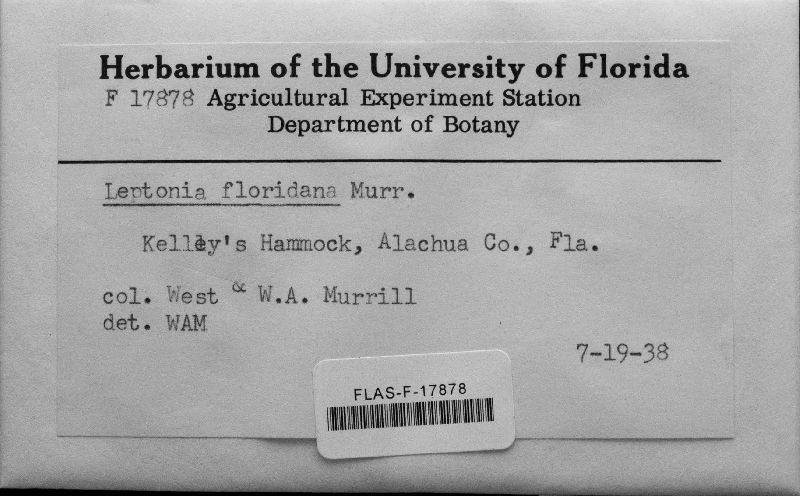 Herbarium of the University of Florida
F 17878 Agricultural Experiment Station
Department of Botany
Leptonia floridana Murr.
Kelley's Hammock, Alachua Co., Fla.
col. West & W.A. Murrill
det. WAM
7-19-38
FLAS-F-17878